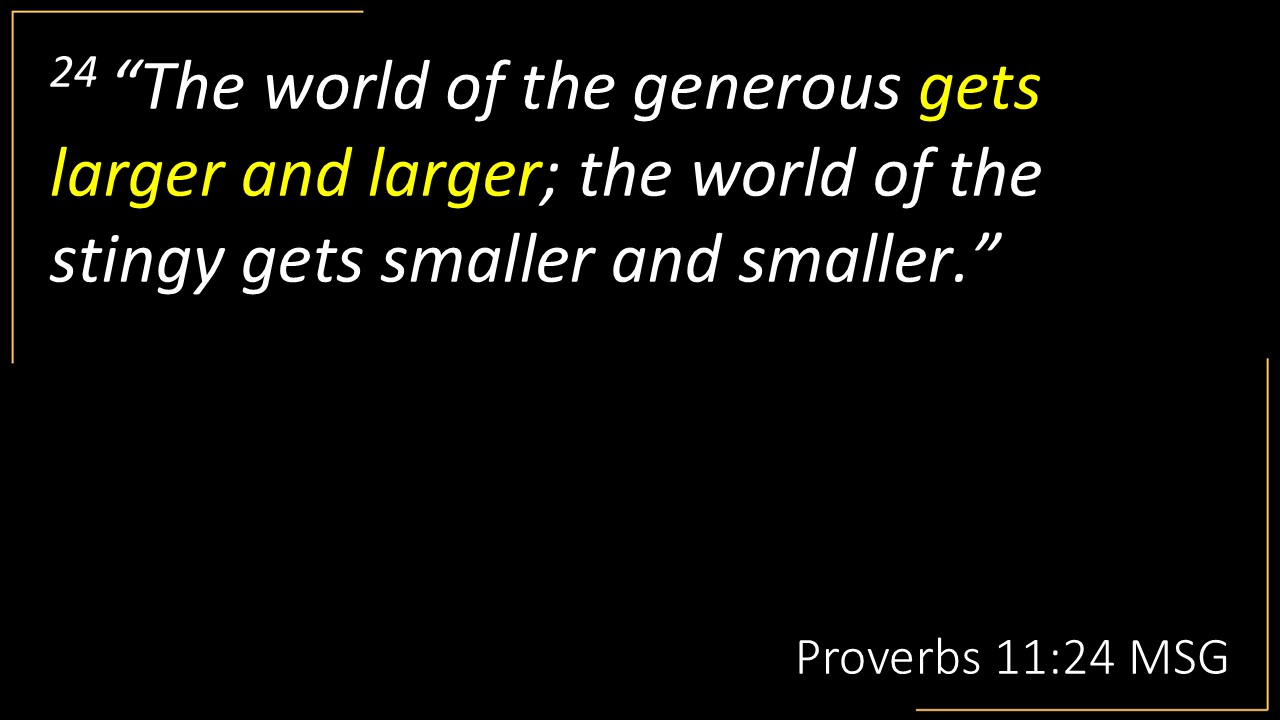 24 “The world of the generous gets
larger and larger; the world of the
stingy gets smaller and smaller.”
Proverbs 11:24 MSG